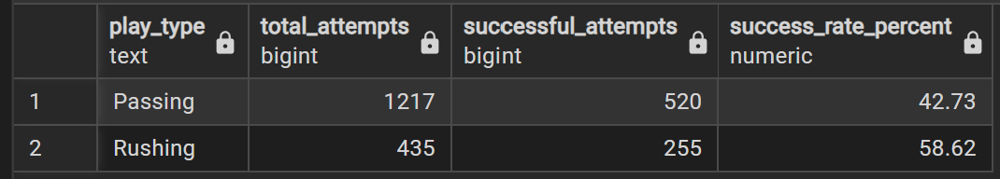 play_type total_attempts successful_attempts success_rate_percent
text bigint bigint numeric
1 Passing 1217 520 42.73
2 Rushing 435 255 58.62